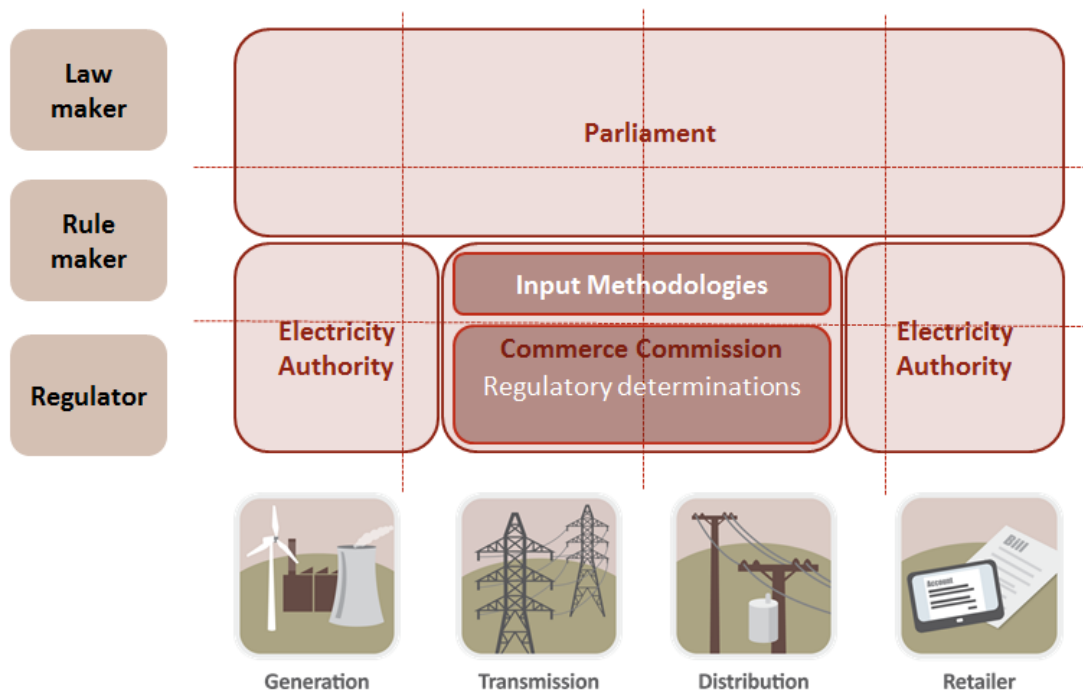 Law
maker
Parliament
Rule
maker
Input Methodologies
Electricity
Authority
Commerce Commission
Regulatory determinations
Electricity
Authority
Regulator
Bill
Account
Generation
Transmission
Distribution
Retailer